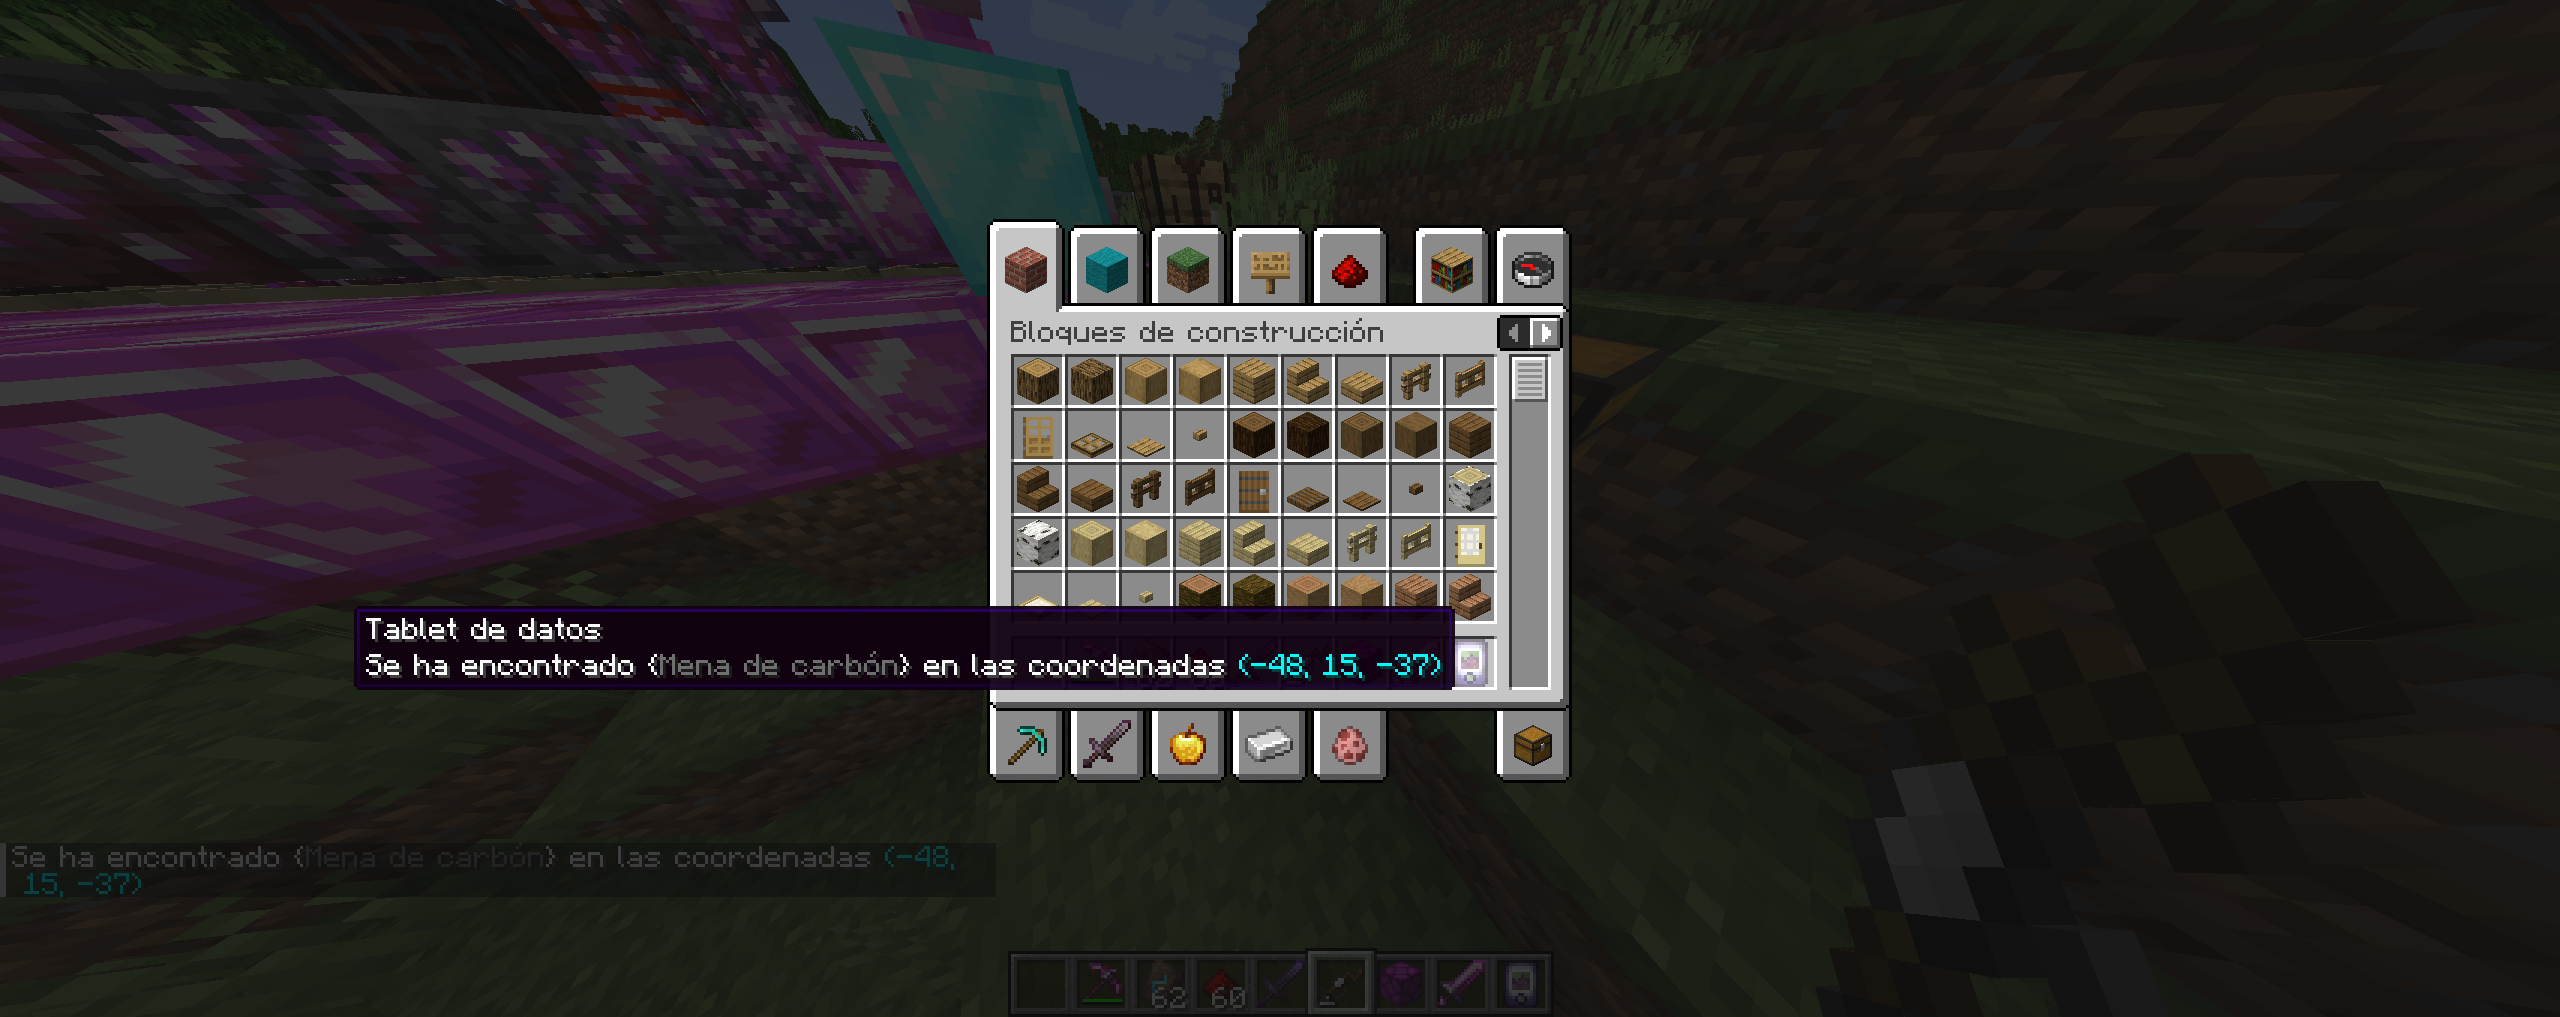 Bloques de construcción
Tablet de datos
Se ha encontrado {Mena de carbón} en las coordenadas (-48, 15, -37)
Se ha encontrado {Mena de carbón} en las coordenadas (-48,
15, -37)
62
60